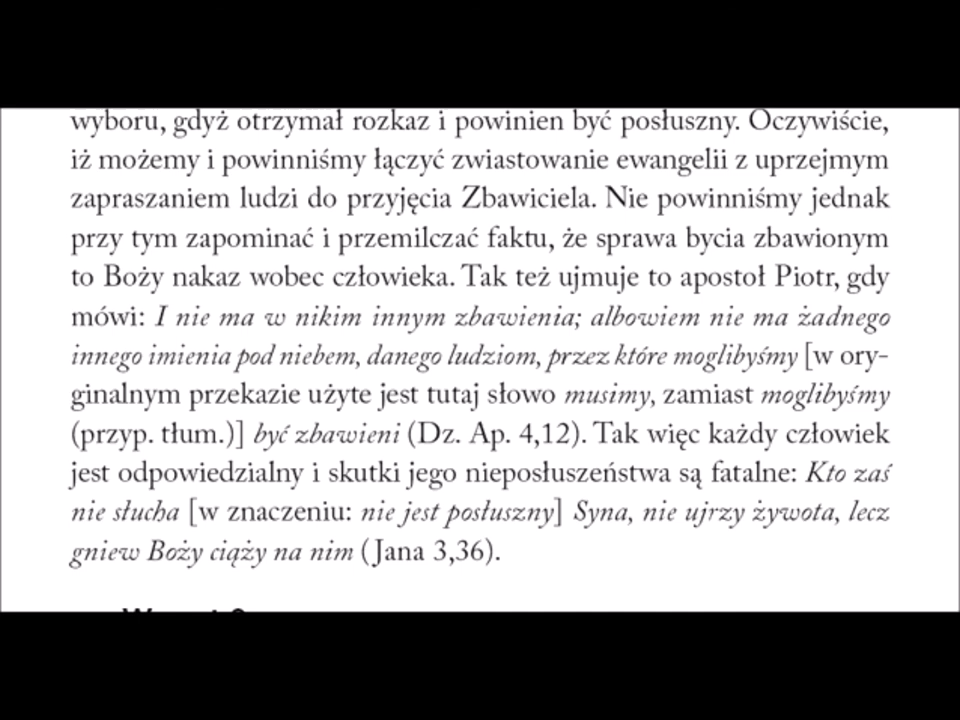 wyboru, gdyż otrzymał rozkaz i powinien być posłuszny. Oczywiście,
iż możemy i powinniśmy łączyć zwiastowanie ewangelii z uprzejmym
zapraszaniem ludzi do przyjęcia Zbawiciela. Nie powinniśmy jednak
przy tym zapominać i przemilczać faktu, że sprawa bycia zbawionym
to Boży nakaz wobec człowieka. Tak też ujmuje to apostoł Piotr, gdy
mówi: I nie ma w nikim innym zbawienia; albowiem nie ma żadnego
innego imienia pod niebem, danego ludziom, przez które moglibyśmy [w ory-
ginalnym przekazie użyte jest tutaj słowo musimy, zamiast moglibyśmy
(przyp. tłum.)] być zbawieni (Dz. Ap. 4,12). Tak więc każdy człowiek
jest odpowiedzialny i skutki jego nieposłuszeństwa są fatalne: Kto zaś
nie słucha [w znaczeniu: nie jest posłuszny] Syna, nie ujrzy żywota, lecz
gniew Boży ciąży na nim (Jana 3,36).